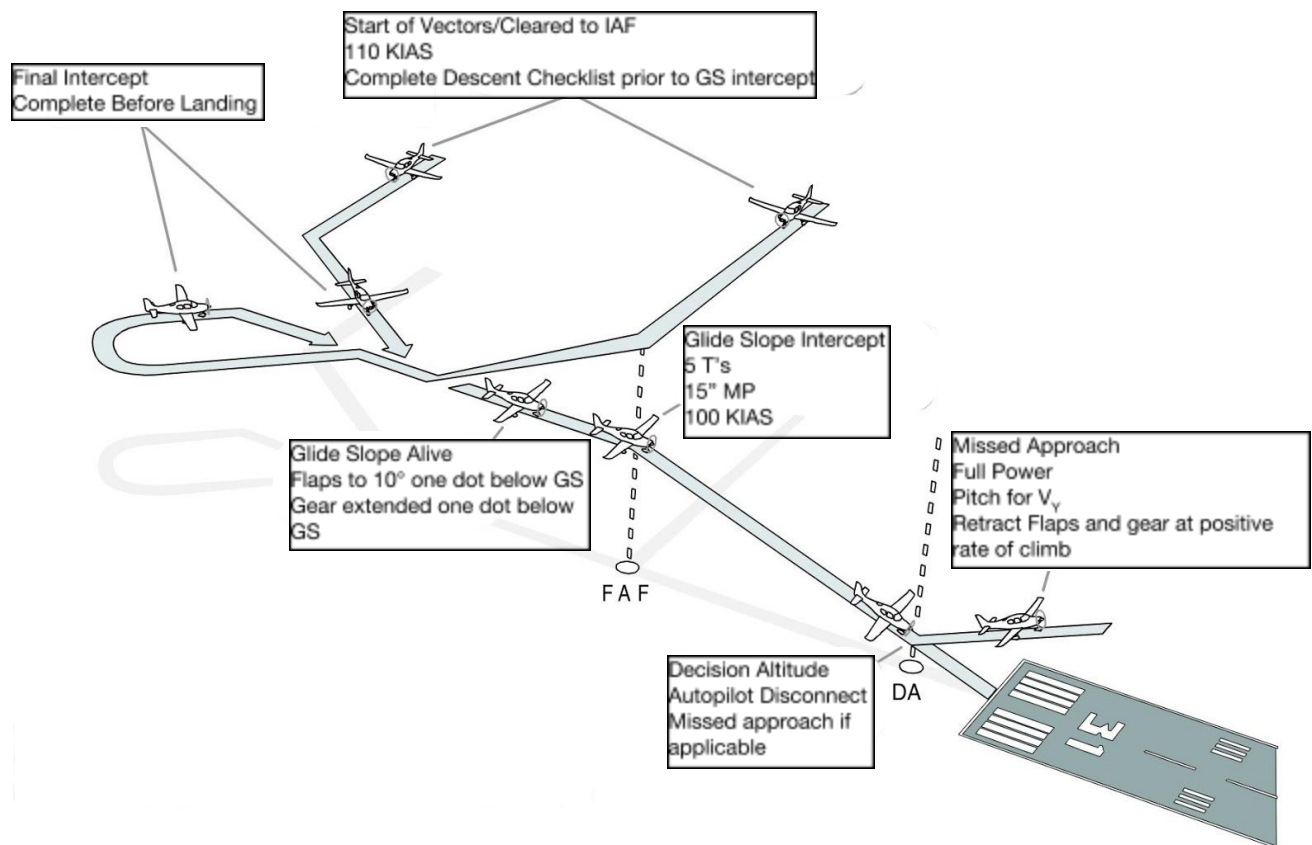 Start of Vectors/Cleared to IAF
110 KIAS
Complete Descent Checklist prior to GS intercept
Final Intercept
Complete Before Landing
Glide Slope Intercept
5 T's
15" MP
100 KIAS
Glide Slope Alive
Flaps to 10° one dot below GS
Gear extended one dot below
GS
Missed Approach
Full Power
Pitch for VY
Retract Flaps and gear at positive
rate of climb
FAF
Decision Altitude
Autopilot Disconnect
Missed approach if
applicable
DA
31